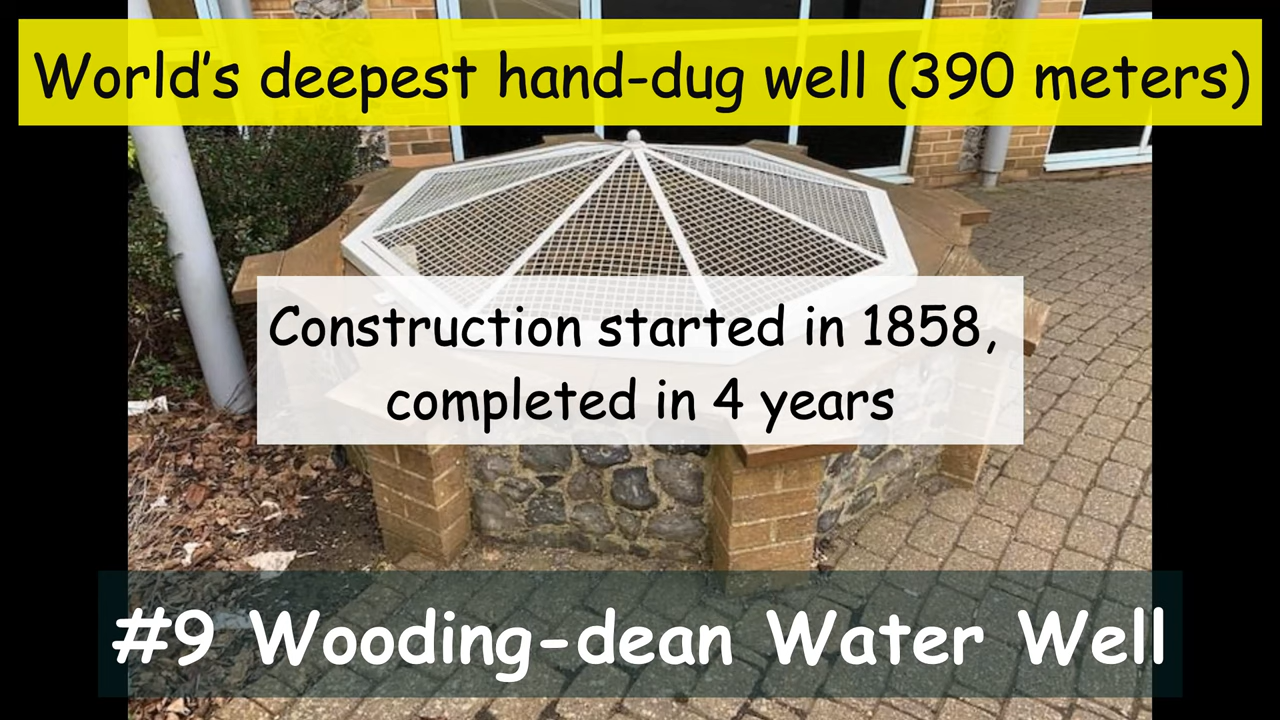 World's deepest hand-dug well (390 meters)
Construction started in 1858,
completed in 4 years
#9 Wooding-dean Water Well